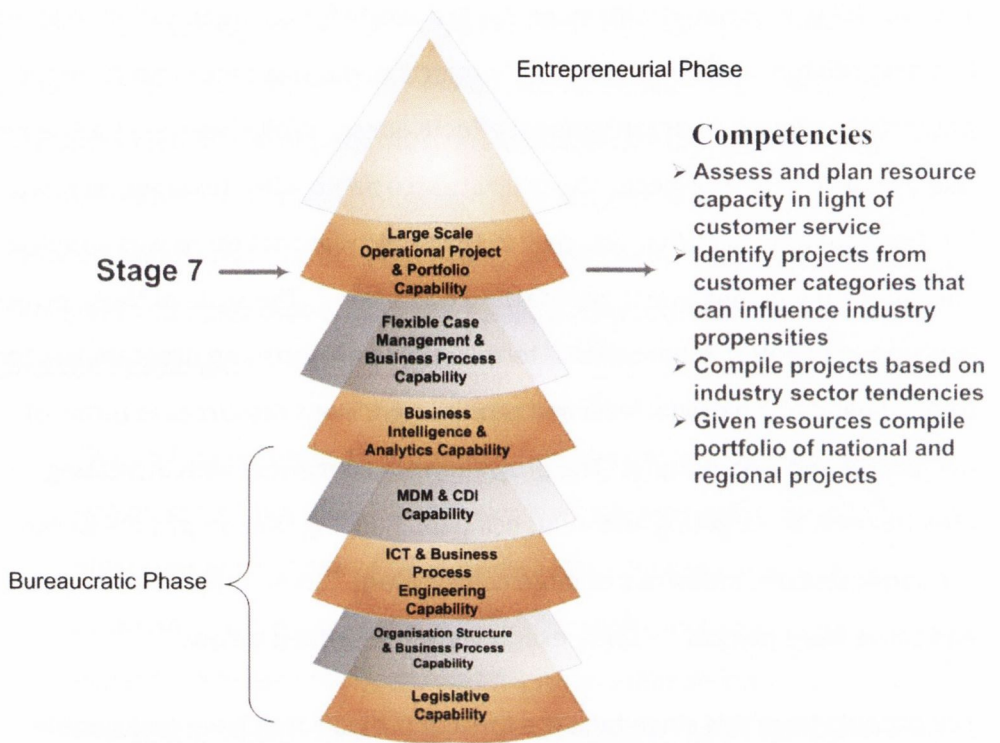 Entrepreneurial Phase
Competencies
➢ Assess and plan resource
capacity in light of
customer service
➢ Identify projects from
customer categories that
can influence industry
propensities
➢ Compile projects based on
industry sector tendencies
➢ Given resources compile
portfolio of national and
regional projects
Stage 7
Large Scale
Operational Project
& Portfolio
Capability
Flexible Case
Management &
Business Process
Capability
Business
Intelligence &
Analytics Capability
MDM & CDI
Capability
ICT & Business
Process
Engineering
Capability
Organisation Structure
& Business Process
Capability
Legislative
Capability
Bureaucratic Phase